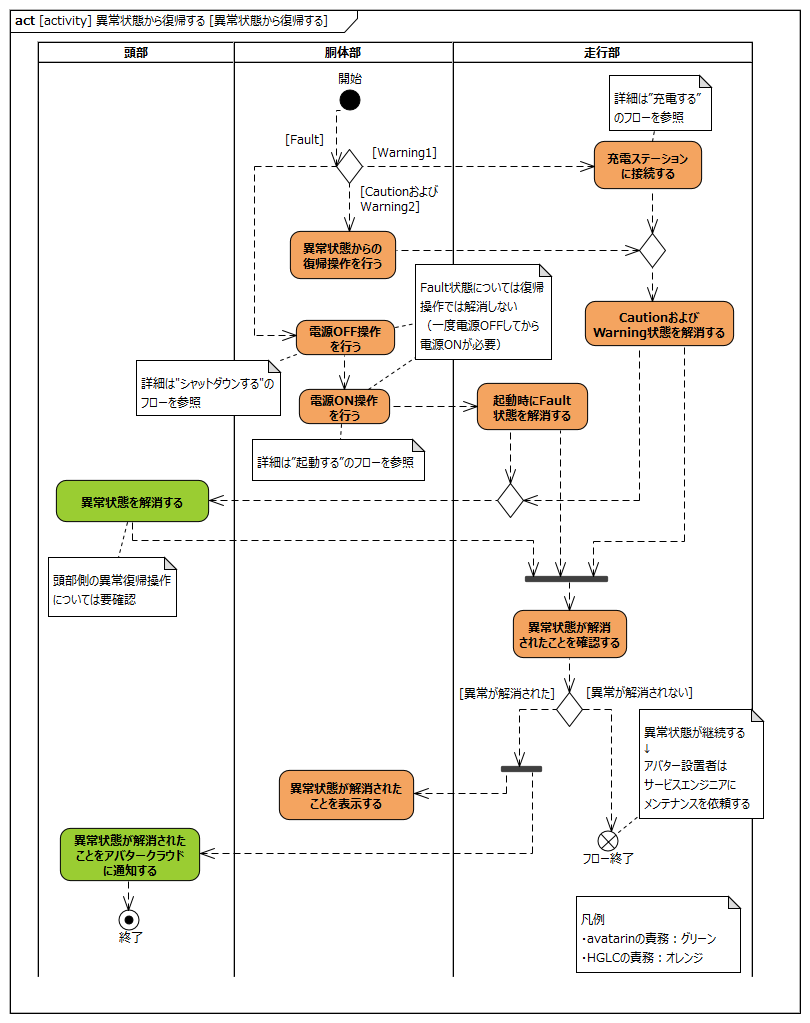 act [activity] 異常状態から復帰する [異常状態から復帰する]
頭部
胴体部
走行部
開始
詳細は"充電する"
のフローを参照
[Fault]
[Warning1]
充電ステーション
に接続する
[Cautionおよび
Warning2]
異常状態からの
復帰操作を行う
Fault状態については復帰
操作では解消しない
（一度電源OFFしてから
電源ONが必要）
Cautionおよび
Warning状態を解消する
電源OFF操作
を行う
詳細は"シャットダウンする"の
フローを参照
電源ON操作
を行う
起動時にFault
状態を解消する
詳細は"起動する"のフローを参照
異常状態を解消する
頭部側の異常復帰操作
については要確認
異常状態が解消
されたことを確認する
[異常が解消された]
[異常が解消されない]
異常状態が継続する
↓
アバター設置者は
サービスエンジニアに
メンテナンスを依頼する
異常状態が解消された
ことを表示する
異常状態が解消された
ことをアバタークラウド
に通知する
フロー終了
終了
凡例
・avatarinの責務：グリーン
・HGLCの責務：オレンジ